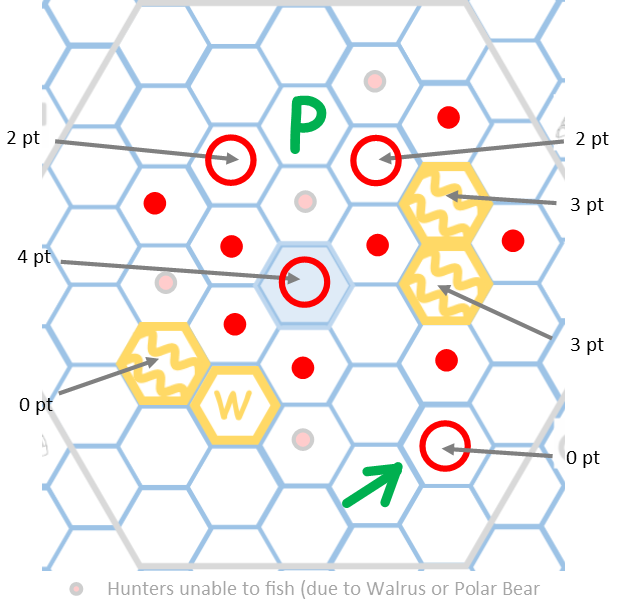 P
2 pt
2 pt
3 pt
4 pt
3 pt
0 pt
W
0 pt
Hunters unable to fish (due to Walrus or Polar Bear